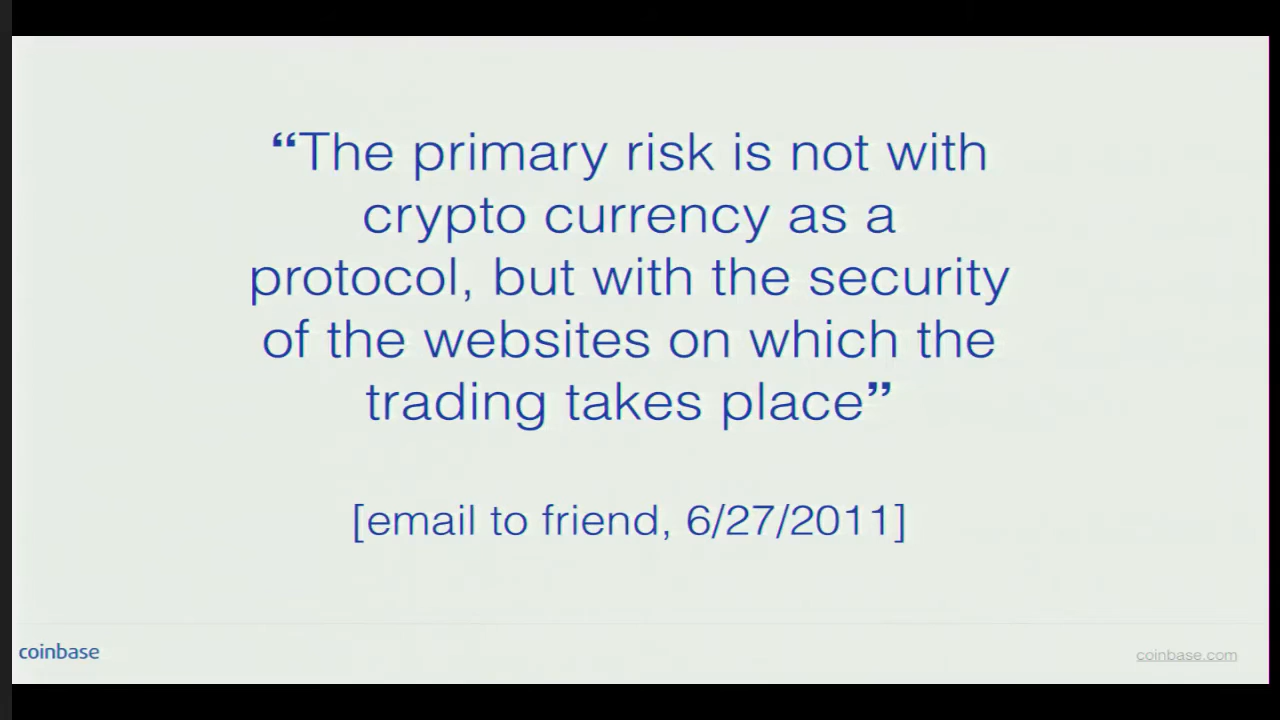 “The primary risk is not with
crypto currency as a
protocol, but with the security
of the websites on which the
trading takes place”
[email to friend, 6/27/2011]
coinbase
coinbase.com